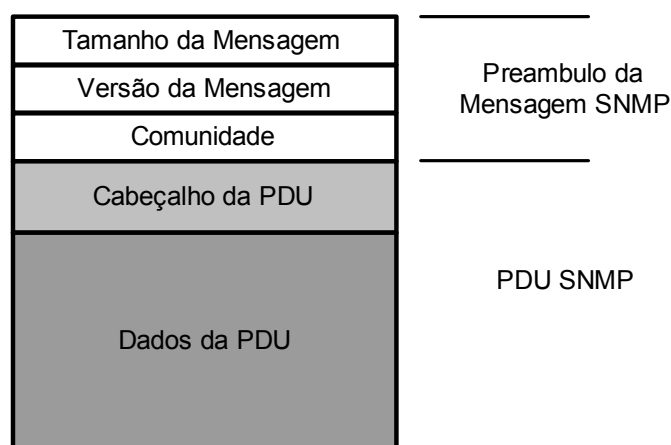 Tamanho da Mensagem
Versão da Mensagem
Comunidade
Cabeçalho da PDU
Dados da PDU
Preambulo da
Mensagem SNMP
PDU SNMP